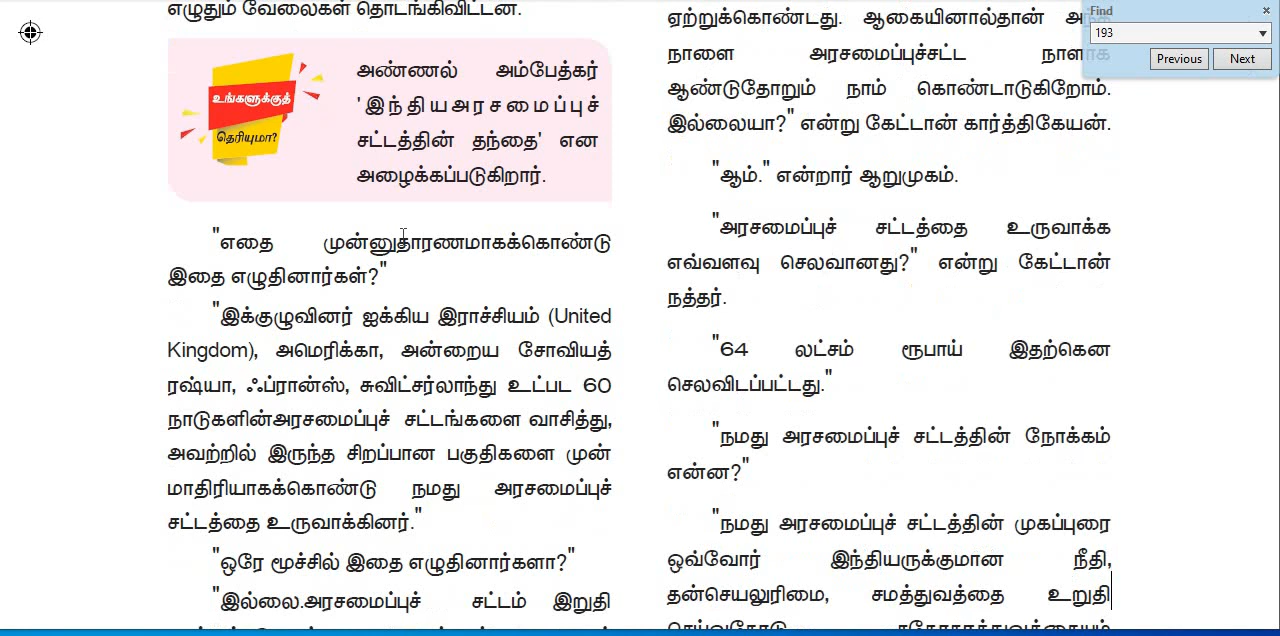 எழுதும் வேலைகள் தொடங்கிவிட்டன.
உங்களுக்குத்
தெரியுமா?
அண்ணல் அம்பேத்கர்
'இந்தியஅரசமைப்புச்
சட்டத்தின் தந்தை' என
அழைக்கப்படுகிறார்.
"எதை முன்னுதாரணமாகக்கொண்டு
இதை எழுதினார்கள்?"
"இக்குழுவினர் ஐக்கிய இராச்சியம் (United
Kingdom), அமெரிக்கா, அன்றைய சோவியத்
ரஷ்யா, ஃப்ரான்ஸ், சுவிட்சர்லாந்து உட்பட 60
நாடுகளின்அரசமைப்புச் சட்டங்களை வாசித்து,
அவற்றில் இருந்த சிறப்பான பகுதிகளை முன்
மாதிரியாகக்கொண்டு நமது அரசமைப்புச்
சட்டத்தை உருவாக்கினர்."
"ஒரே மூச்சில் இதை எழுதினார்களா?"
"இல்லை.அரசமைப்புச் சட்டம் இறுதி
ஏற்றுக்கொண்டது. ஆகையினால்தான்
நாளை அரசமைப்புச்சட்ட நாளாக
ஆண்டுதோறும் நாம் கொண்டாடுகிறோம்.
இல்லையா?" என்று கேட்டான் கார்த்திகேயன்.
"ஆம்." என்றார் ஆறுமுகம்.
"அரசமைப்புச் சட்டத்தை உருவாக்க
எவ்வளவு செலவானது?" என்று கேட்டான்
நத்தர்.
"64 லட்சம் ரூபாய் இதற்கென
செலவிடப்பட்டது."
"நமது அரசமைப்புச் சட்டத்தின் நோக்கம்
என்ன?"
"நமது அரசமைப்புச் சட்டத்தின் முகப்புரை
ஒவ்வோர் இந்தியருக்குமான நீதி,
தன்செயலுரிமை, சமத்துவத்தை உறுதி
Find
193
Previous Next